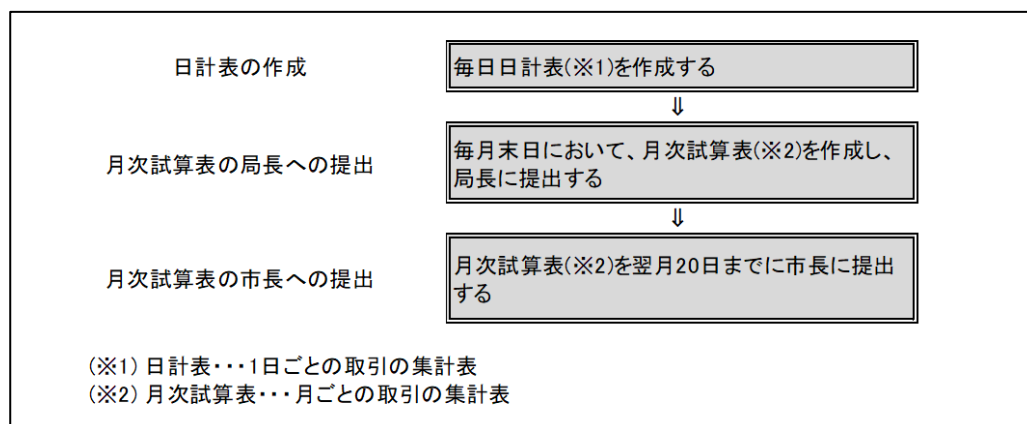 日計表の作成
毎日日計表(※1)を作成する
⇓
月次試算表の局長への提出
毎月末日において、月次試算表(※2)を作成し、
局長に提出する
⇓
月次試算表の市長への提出
月次試算表(※2)を翌月20日までに市長に提出
する
(※1) 日計表・・・1日ごとの取引の集計表
(※2) 月次試算表・・・月ごとの取引の集計表